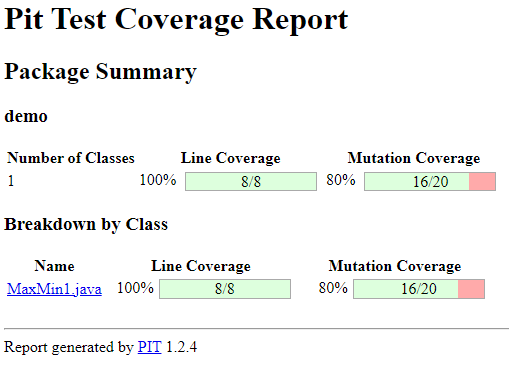 Pit Test Coverage Report
Package Summary
demo
Number of Classes Line Coverage Mutation Coverage
1 100% 8/8 80% 16/20
Breakdown by Class
Name Line Coverage Mutation Coverage
MaxMin1.java 100% 8/8 80% 16/20
Report generated by PIT 1.2.4